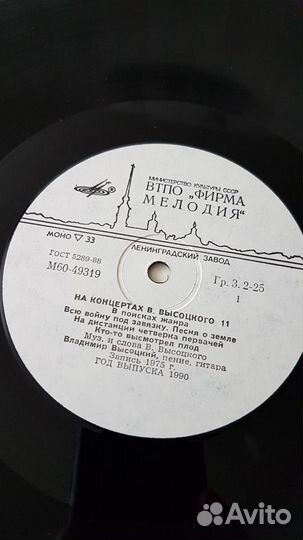 МИНИСТЕРСТВО КУЛЬТУРЫ СССР
ВТПО „ФИРМА
МЕЛОДИЯ“
МОНО ▽ 33
ЛЕНИНГРАДСКИЙ ЗАВОД
ГОСТ 5289-88
М60-49319
Гр. 3. 2-25
1
НА КОНЦЕРТАХ В. ВЫСОЦКОГО 11
В поисках жанра
Всю войну под завязку. Песня о земле
На дистанции четверка первачей
Кто-то высмотрел плод
Муз. и слова В. Высоцкого
Владимир Высоцкий, пение, гитара
Запись 1975 г.
ГОД ВЫПУСКА 1990
Avito